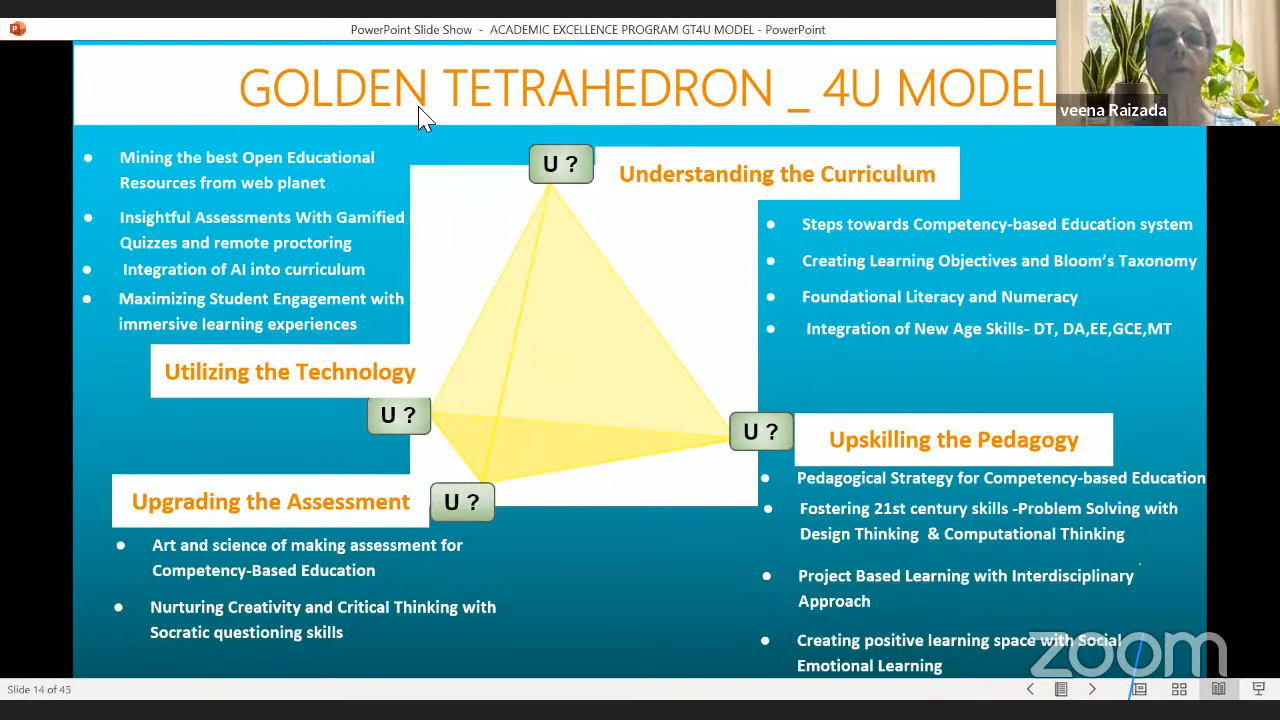 PowerPoint Slide Show - ACADEMIC EXCELLENCE PROGRAM GT4U MODEL - PowerPoint
veena Raizada
GOLDEN TETRAHEDRON _ 4U MODEL
Mining the best Open Educational
Resources from web planet
Insightful Assessments With Gamified
Quizzes and remote proctoring
Integration of AI into curriculum
Maximizing Student Engagement with
immersive learning experiences
Utilizing the Technology
U ?
U ?
Understanding the Curriculum
Steps towards Competency-based Education system
Creating Learning Objectives and Bloom's Taxonomy
Foundational Literacy and Numeracy
Integration of New Age Skills- DT, DA,EE,GCE,MT
U ?
Upskilling the Pedagogy
Pedagogical Strategy for Competency-based Education
Fostering 21st century skills -Problem Solving with
Design Thinking & Computational Thinking
Project Based Learning with Interdisciplinary
Approach
Creating positive learning space with Social
Emotional Learning
Upgrading the Assessment
U ?
Art and science of making assessment for
Competency-Based Education
Nurturing Creativity and Critical Thinking with
Socratic questioning skills
zoom
Slide 14 of 45